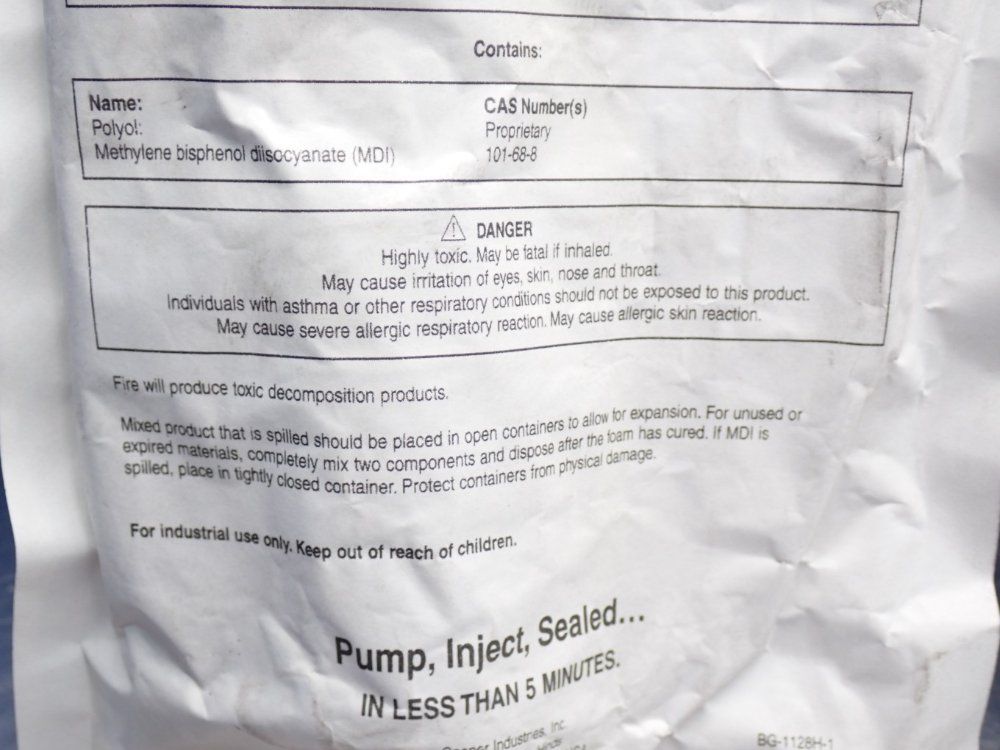 Contains:
Name: CAS Number(s)
Polyol: Proprietary
Methylene bisphenol diisocyanate (MDI) 101-68-8
DANGER
Highly toxic. May be fatal if inhaled.
May cause irritation of eyes, skin, nose and throat.
Individuals with asthma or other respiratory conditions should not be exposed to this product.
May cause severe allergic respiratory reaction. May cause allergic skin reaction.
Fire will produce toxic decomposition products.
Mixed product that is spilled should be placed in open containers to allow for expansion. For unused or
expired materials, completely mix two components and dispose after the foam has cured. If MDI is
spilled, place in tightly closed container. Protect containers from physical damage.
For industrial use only. Keep out of reach of children.
Pump, Inject, Sealed...
IN LESS THAN 5 MINUTES.
Industries, Inc.
BG-1128H-1